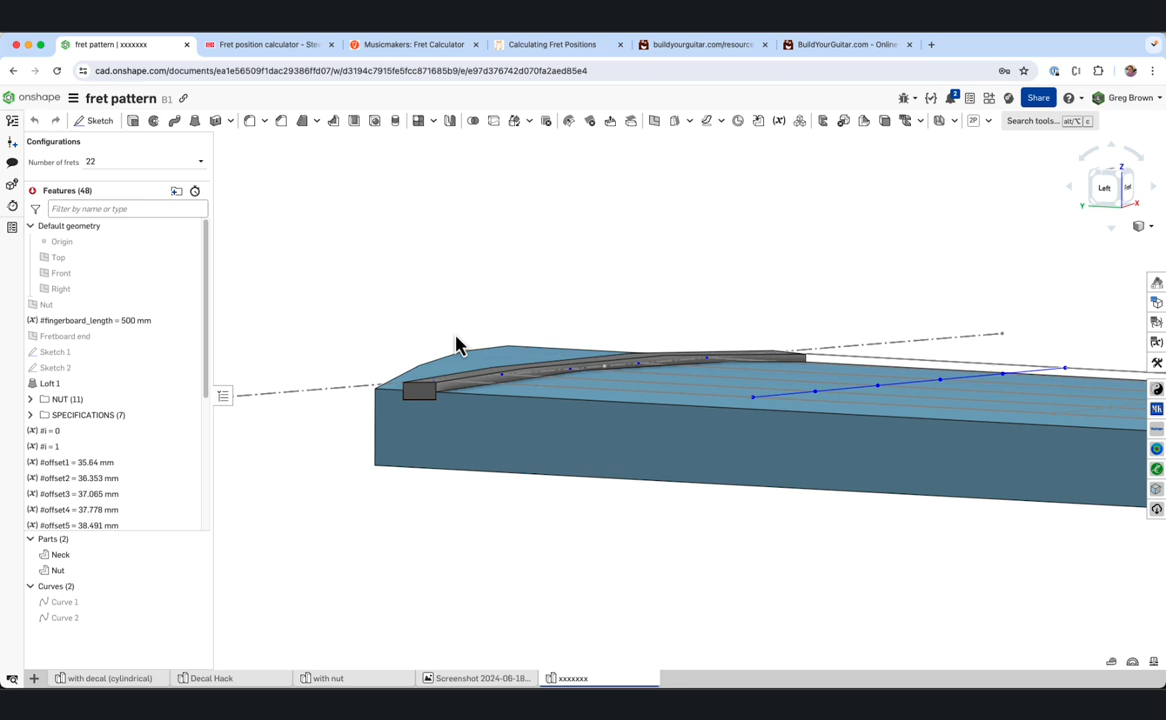 fret pattern | xxxxxxx
Fret position calculator - Stev
Musicmakers: Fret Calculator
Calculating Fret Positions
buildyourguitar.com/resource
BuildYourGuitar.com - Online
cad.onshape.com/documents/ea1e56509f1dac29386ffd07/w/d3194c7915fe5fcc871685b9/e/e97d376742d070fa2aed85e4
onshape
fret pattern B1
2
Share
Greg Brown
Sketch
(x)
2P
Search tools... alt/⌥ c
Configurations
Number of frets 22
Features (48)
Filter by name or type
Default geometry
Origin
Top
Front
Right
Nut
(x) #fingerboard_length = 500 mm
Fretboard end
Sketch 1
Sketch 2
Loft 1
NUT (11)
SPECIFICATIONS (7)
(x) #i = 0
(x) #i = 1
(x) #offset1 = 35.64 mm
(x) #offset2 = 36.353 mm
(x) #offset3 = 37.065 mm
(x) #offset4 = 37.778 mm
(x) #offset5 = 38.491 mm
Parts (2)
Neck
Nut
Curves (2)
Curve 1
Curve 2
Z
Left
Y
X
with decal (cylindrical)
Decal Hack
with nut
Screenshot 2024-06-18...
xxxxxxx